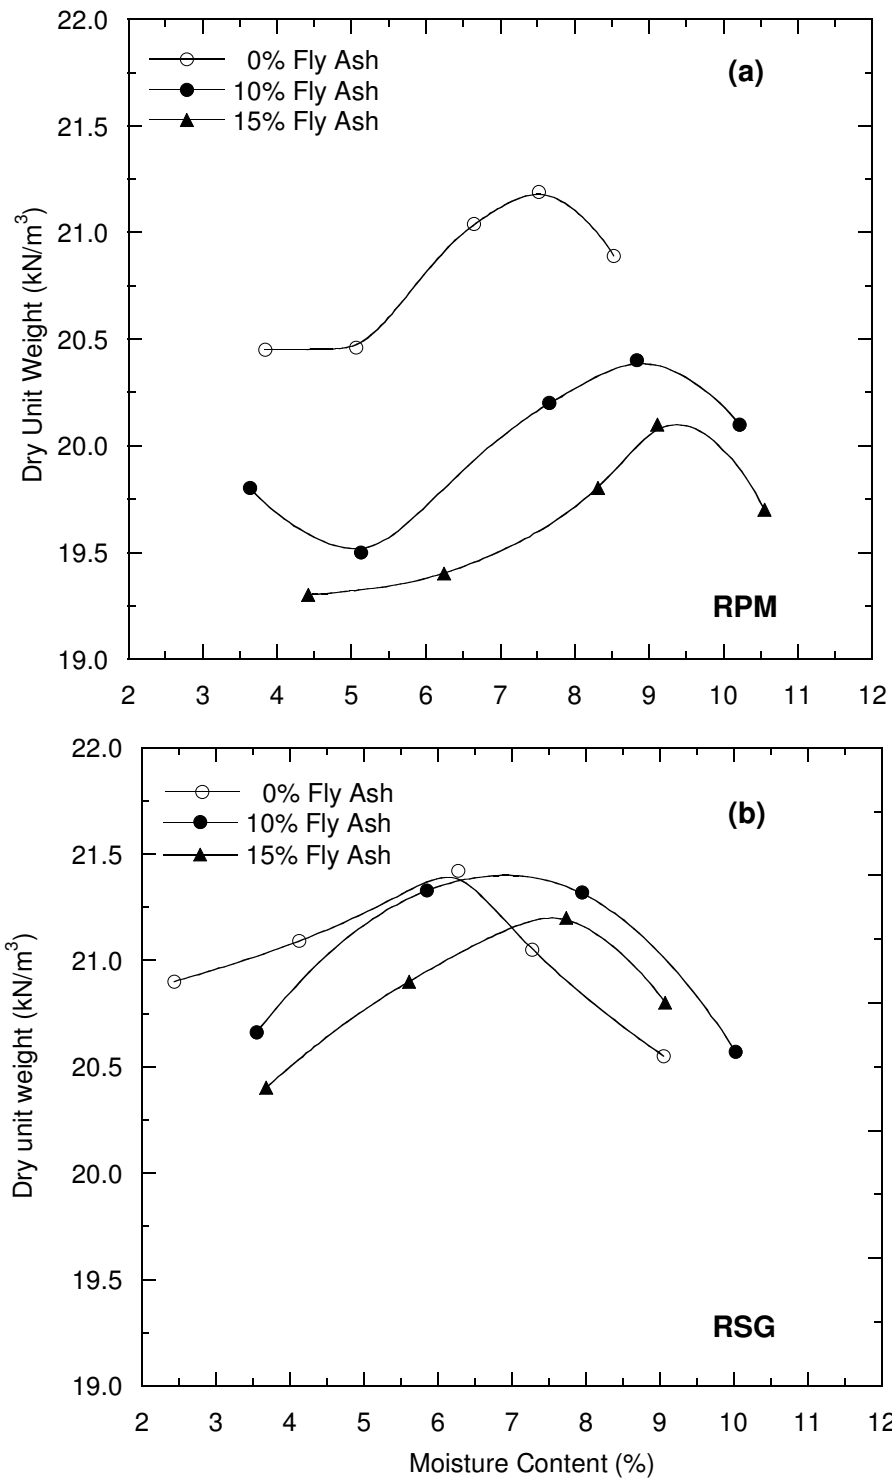 22.0
0% Fly Ash
(a)
10% Fly Ash
15% Fly Ash
21.5
21.0
20.5
20.0
19.5
19.0
Dry Unit Weight (kN/m³)
RPM
2 3 4 5 6 7 8 9 10 11 12
22.0
0% Fly Ash
(b)
10% Fly Ash
15% Fly Ash
21.5
21.0
20.5
20.0
19.5
19.0
Dry unit weight (kN/m³)
RSG
2 3 4 5 6 7 8 9 10 11 12
Moisture Content (%)